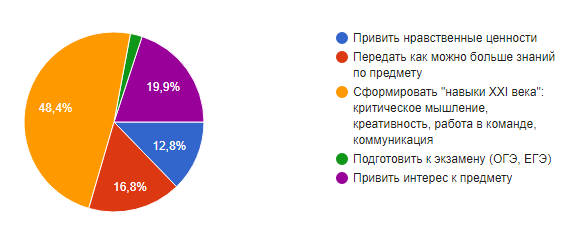 19,9%
48,4%
12,8%
16,8%
Привить нравственные ценности
Передать как можно больше знаний
по предмету
Сформировать "навыки XXI века":
критическое мышление,
креативность, работа в команде,
коммуникация
Подготовить к экзамену (ОГЭ, ЕГЭ)
Привить интерес к предмету